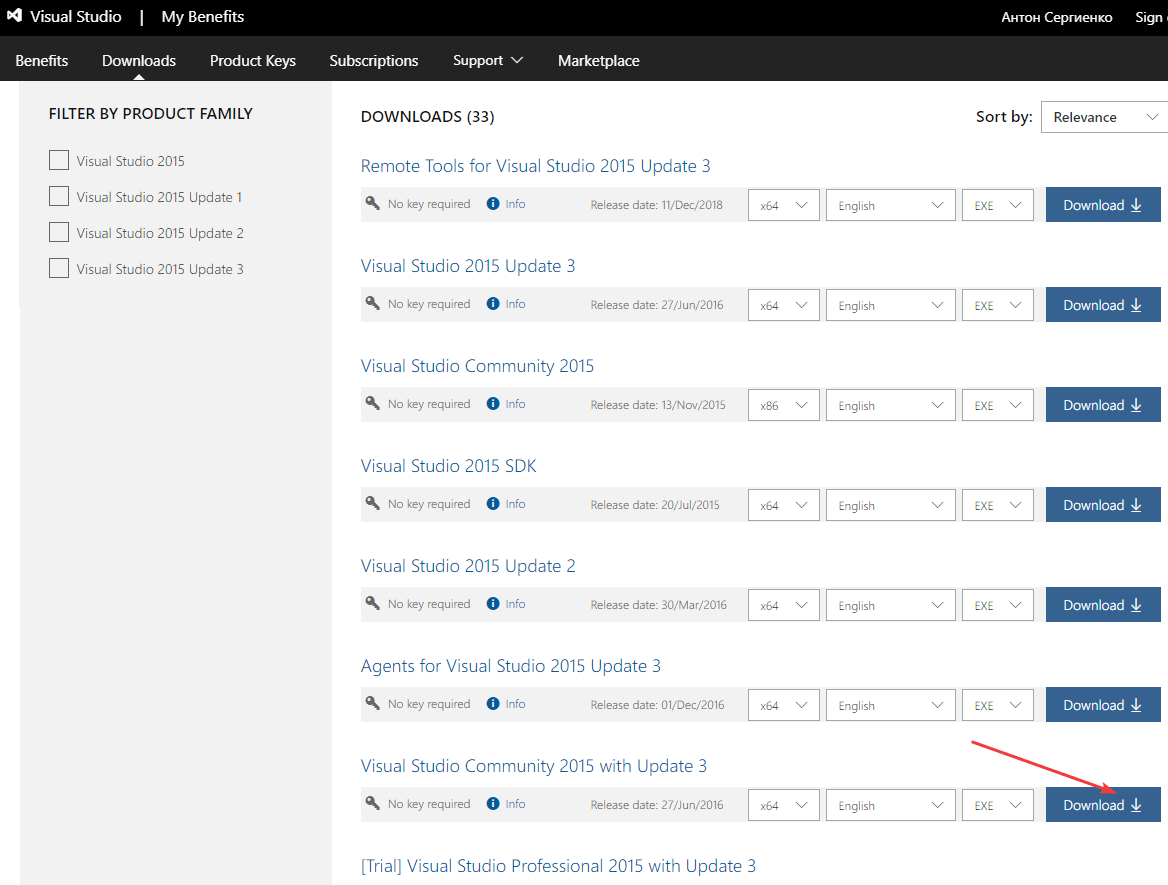 Visual Studio | My Benefits
Антон Сергиенко Sign
Benefits Downloads Product Keys Subscriptions Support Marketplace
FILTER BY PRODUCT FAMILY
Visual Studio 2015
Visual Studio 2015 Update 1
Visual Studio 2015 Update 2
Visual Studio 2015 Update 3
DOWNLOADS (33)
Sort by: Relevance
Remote Tools for Visual Studio 2015 Update 3
No key required Info Release date: 11/Dec/2018 x64 English EXE Download
Visual Studio 2015 Update 3
No key required Info Release date: 27/Jun/2016 x64 English EXE Download
Visual Studio Community 2015
No key required Info Release date: 13/Nov/2015 x86 English EXE Download
Visual Studio 2015 SDK
No key required Info Release date: 20/Jul/2015 x64 English EXE Download
Visual Studio 2015 Update 2
No key required Info Release date: 30/Mar/2016 x64 English EXE Download
Agents for Visual Studio 2015 Update 3
No key required Info Release date: 01/Dec/2016 x64 English EXE Download
Visual Studio Community 2015 with Update 3
No key required Info Release date: 27/Jun/2016 x64 English EXE Download
[Trial] Visual Studio Professional 2015 with Update 3